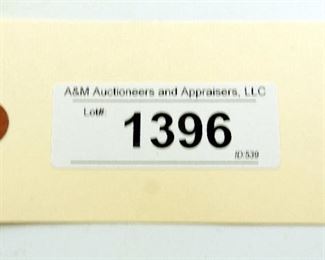 A&M Auctioneers and Appraisers, LLC
Lot#:
1396
ID:539